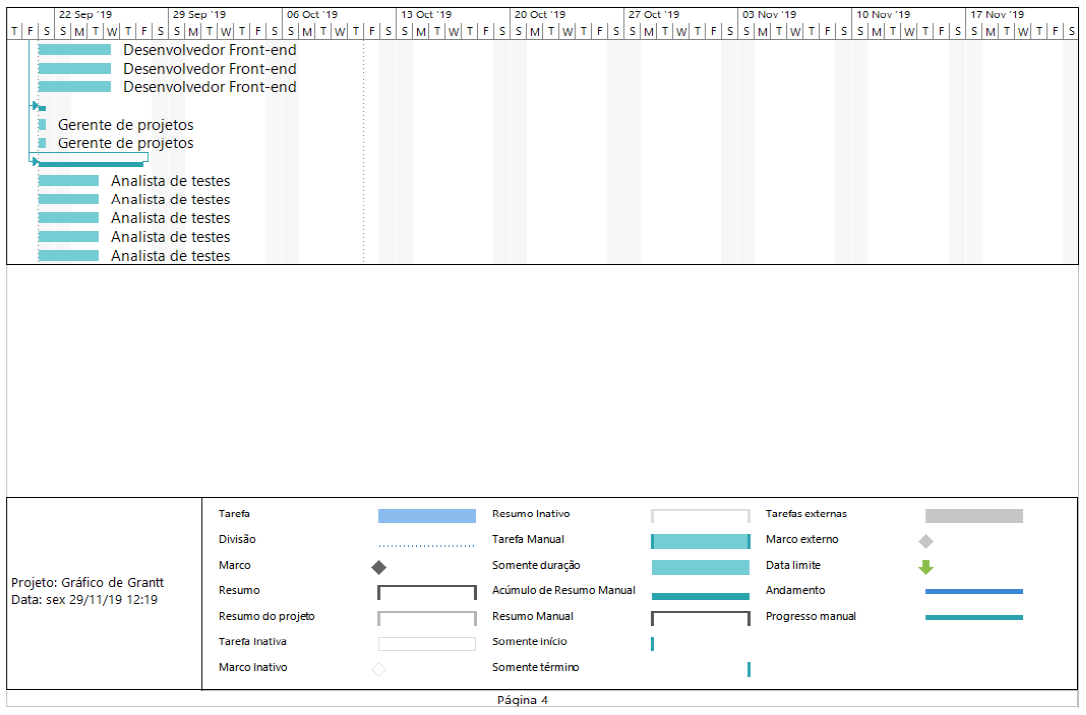 22 Sep '19 29 Sep '19 06 Oct '19 13 Oct '19 20 Oct '19 27 Oct '19 03 Nov '19 10 Nov '19 17 Nov '19
T F S S M T W T F S S M T W T F S S M T W T F S S M T W T F S S M T W T F S S M T W T F S S M T W T F S S M T W T F S S M T W T F S
Desenvolvedor Front-end
Desenvolvedor Front-end
Desenvolvedor Front-end
Gerente de projetos
Gerente de projetos
Analista de testes
Analista de testes
Analista de testes
Analista de testes
Analista de testes
Projeto: Gráfico de Grantt
Data: sex 29/11/19 12:19
Tarefa
Divisão
Marco
Resumo
Resumo do projeto
Tarefa Inativa
Marco Inativo
Resumo Inativo
Tarefa Manual
Somente duração
Acúmulo de Resumo Manual
Resumo Manual
Somente início
Somente término
Tarefas externas
Marco externo
Data limite
Andamento
Progresso manual
Página 4